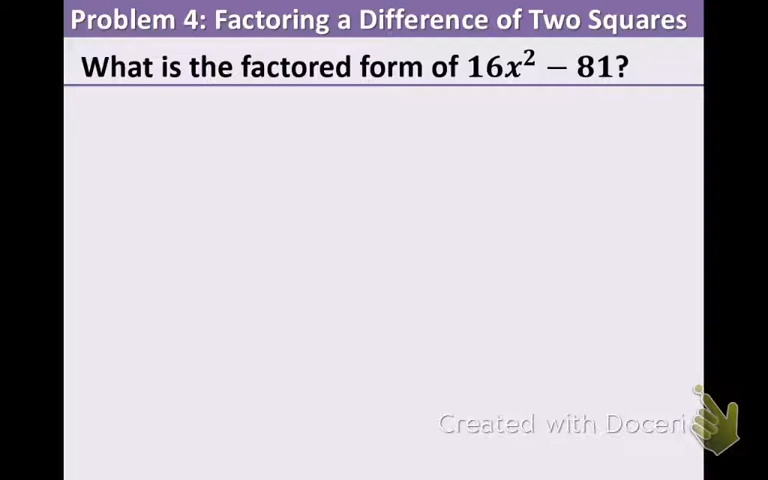 Problem 4: Factoring a Difference of Two Squares
What is the factored form of 16x² − 81?
Created with Doceri